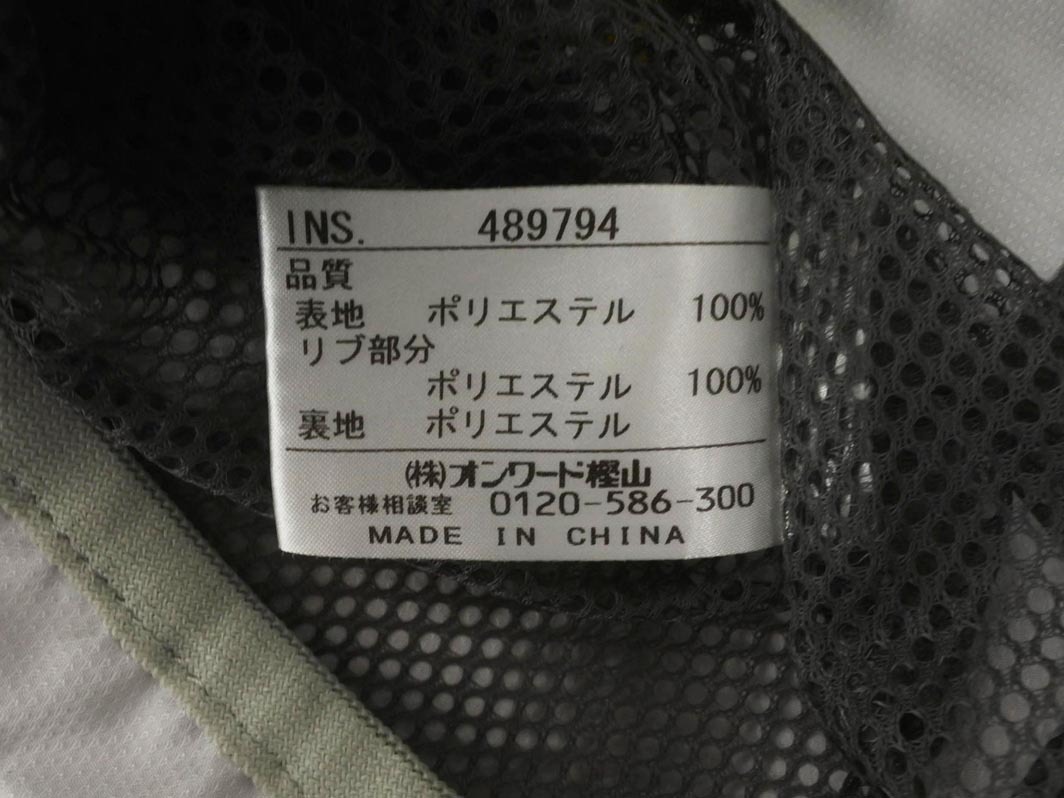 INS. 489794
品質
表地 ポリエステル 100%
リブ部分
ポリエステル 100%
裏地 ポリエステル
(株)オンワード樫山
お客様相談室 0120-586-300
MADE IN CHINA